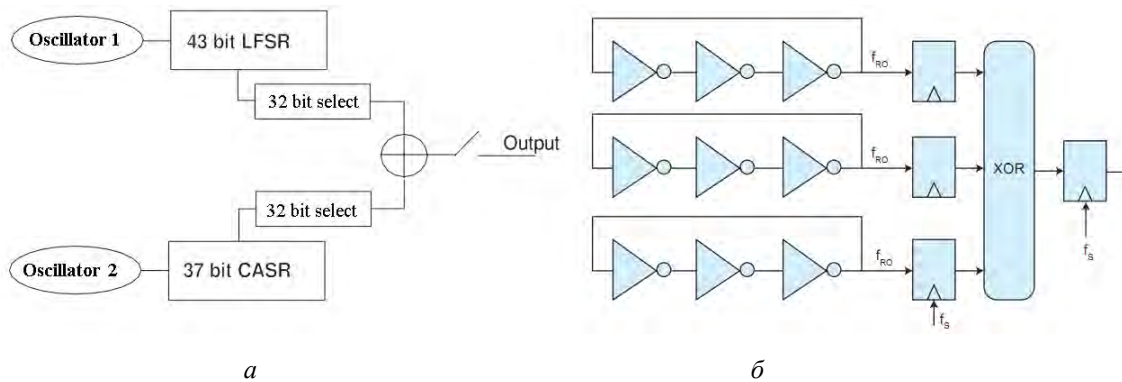 Oscillator 1
43 bit LFSR
32 bit select
Output
32 bit select
Oscillator 2
37 bit CASR
а
f_RO
f_RO
XOR
f_s
f_RO
f_s
б